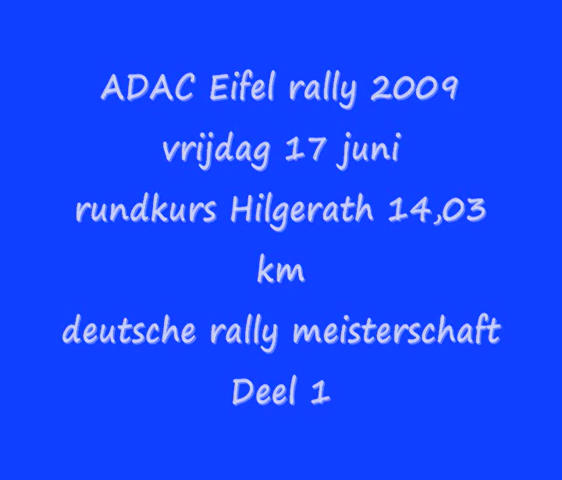 ADAC Eifel rally 2009
vrijdag 17 juni
rundkurs Hilgerath 14,03
km
deutsche rally meisterschaft
Deel 1